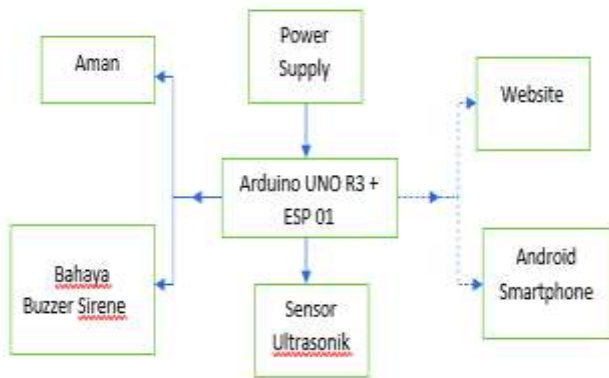 Power
Supply
Aman
Website
Arduino UNO R3 +
ESP 01
Bahaya
Buzzer Sirene
Sensor
Ultrasonik
Android
Smartphone